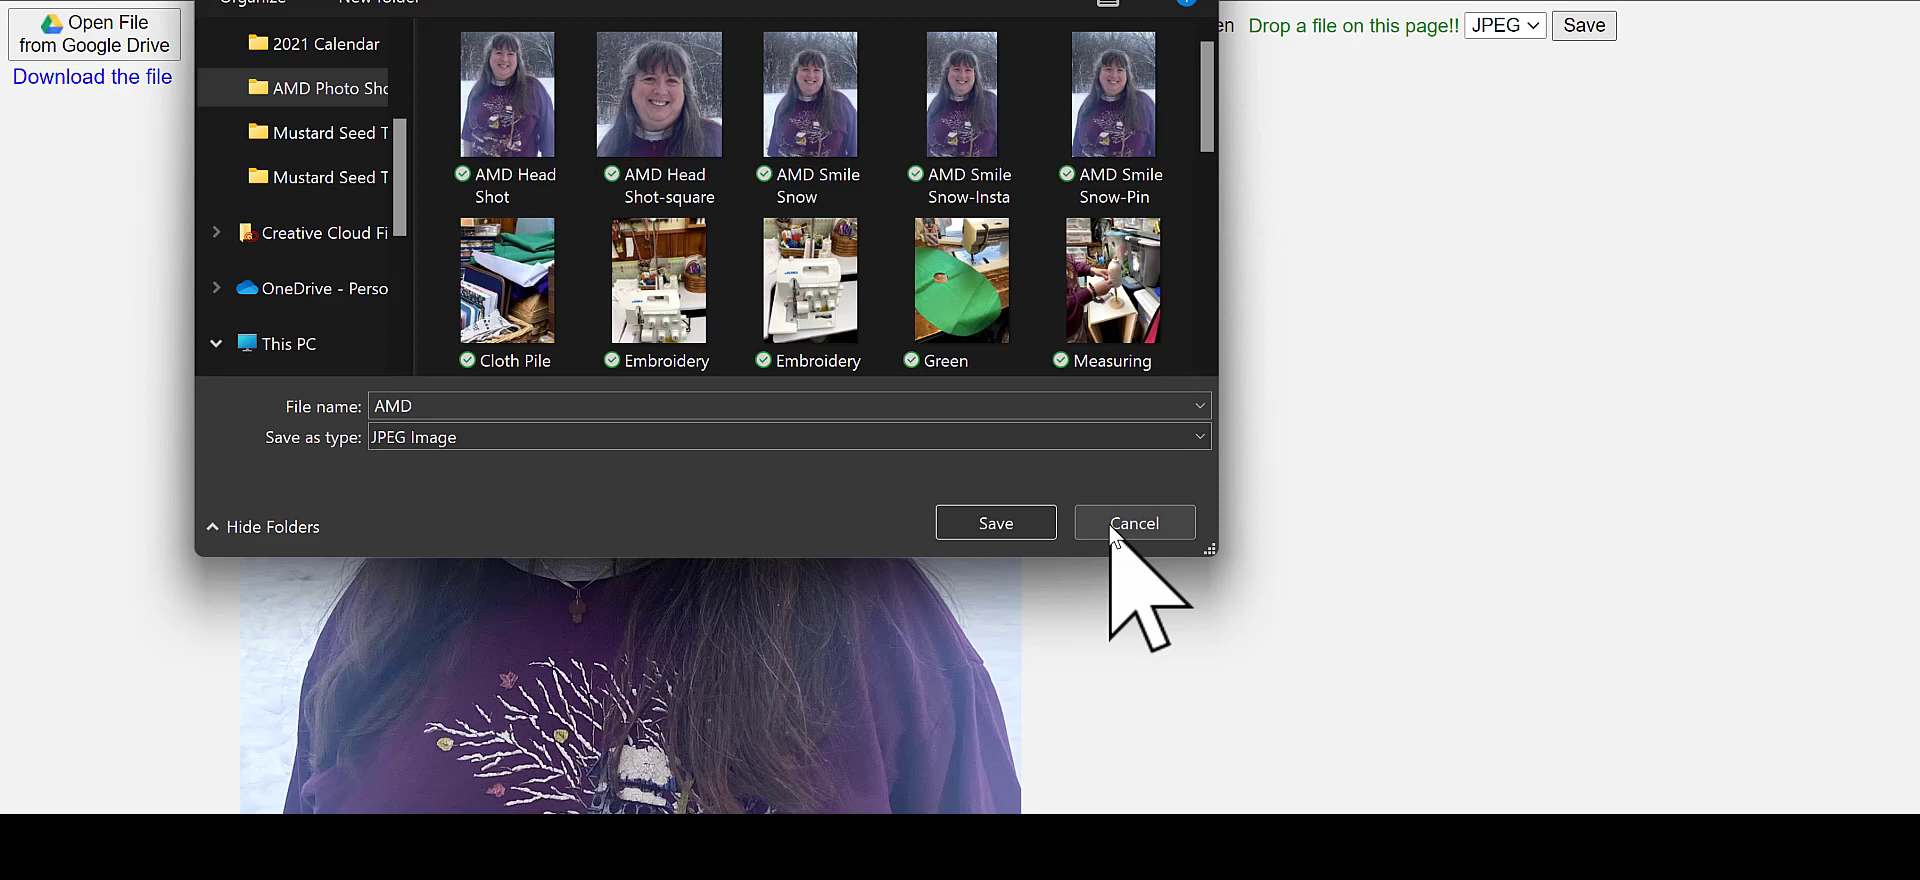 Open File
from Google Drive
Download the file
Organize
New folder
en Drop a file on this page!! JPEG Save
2021 Calendar
AMD Photo Sho
Mustard Seed T
Mustard Seed T
Creative Cloud Fi
OneDrive - Perso
This PC
AMD Head
Shot
AMD Head
Shot-square
AMD Smile
Snow
AMD Smile
Snow-Insta
AMD Smile
Snow-Pin
Cloth Pile
Embroidery
Embroidery
Green
Measuring
File name: AMD
Save as type: JPEG Image
Hide Folders
Save
Cancel